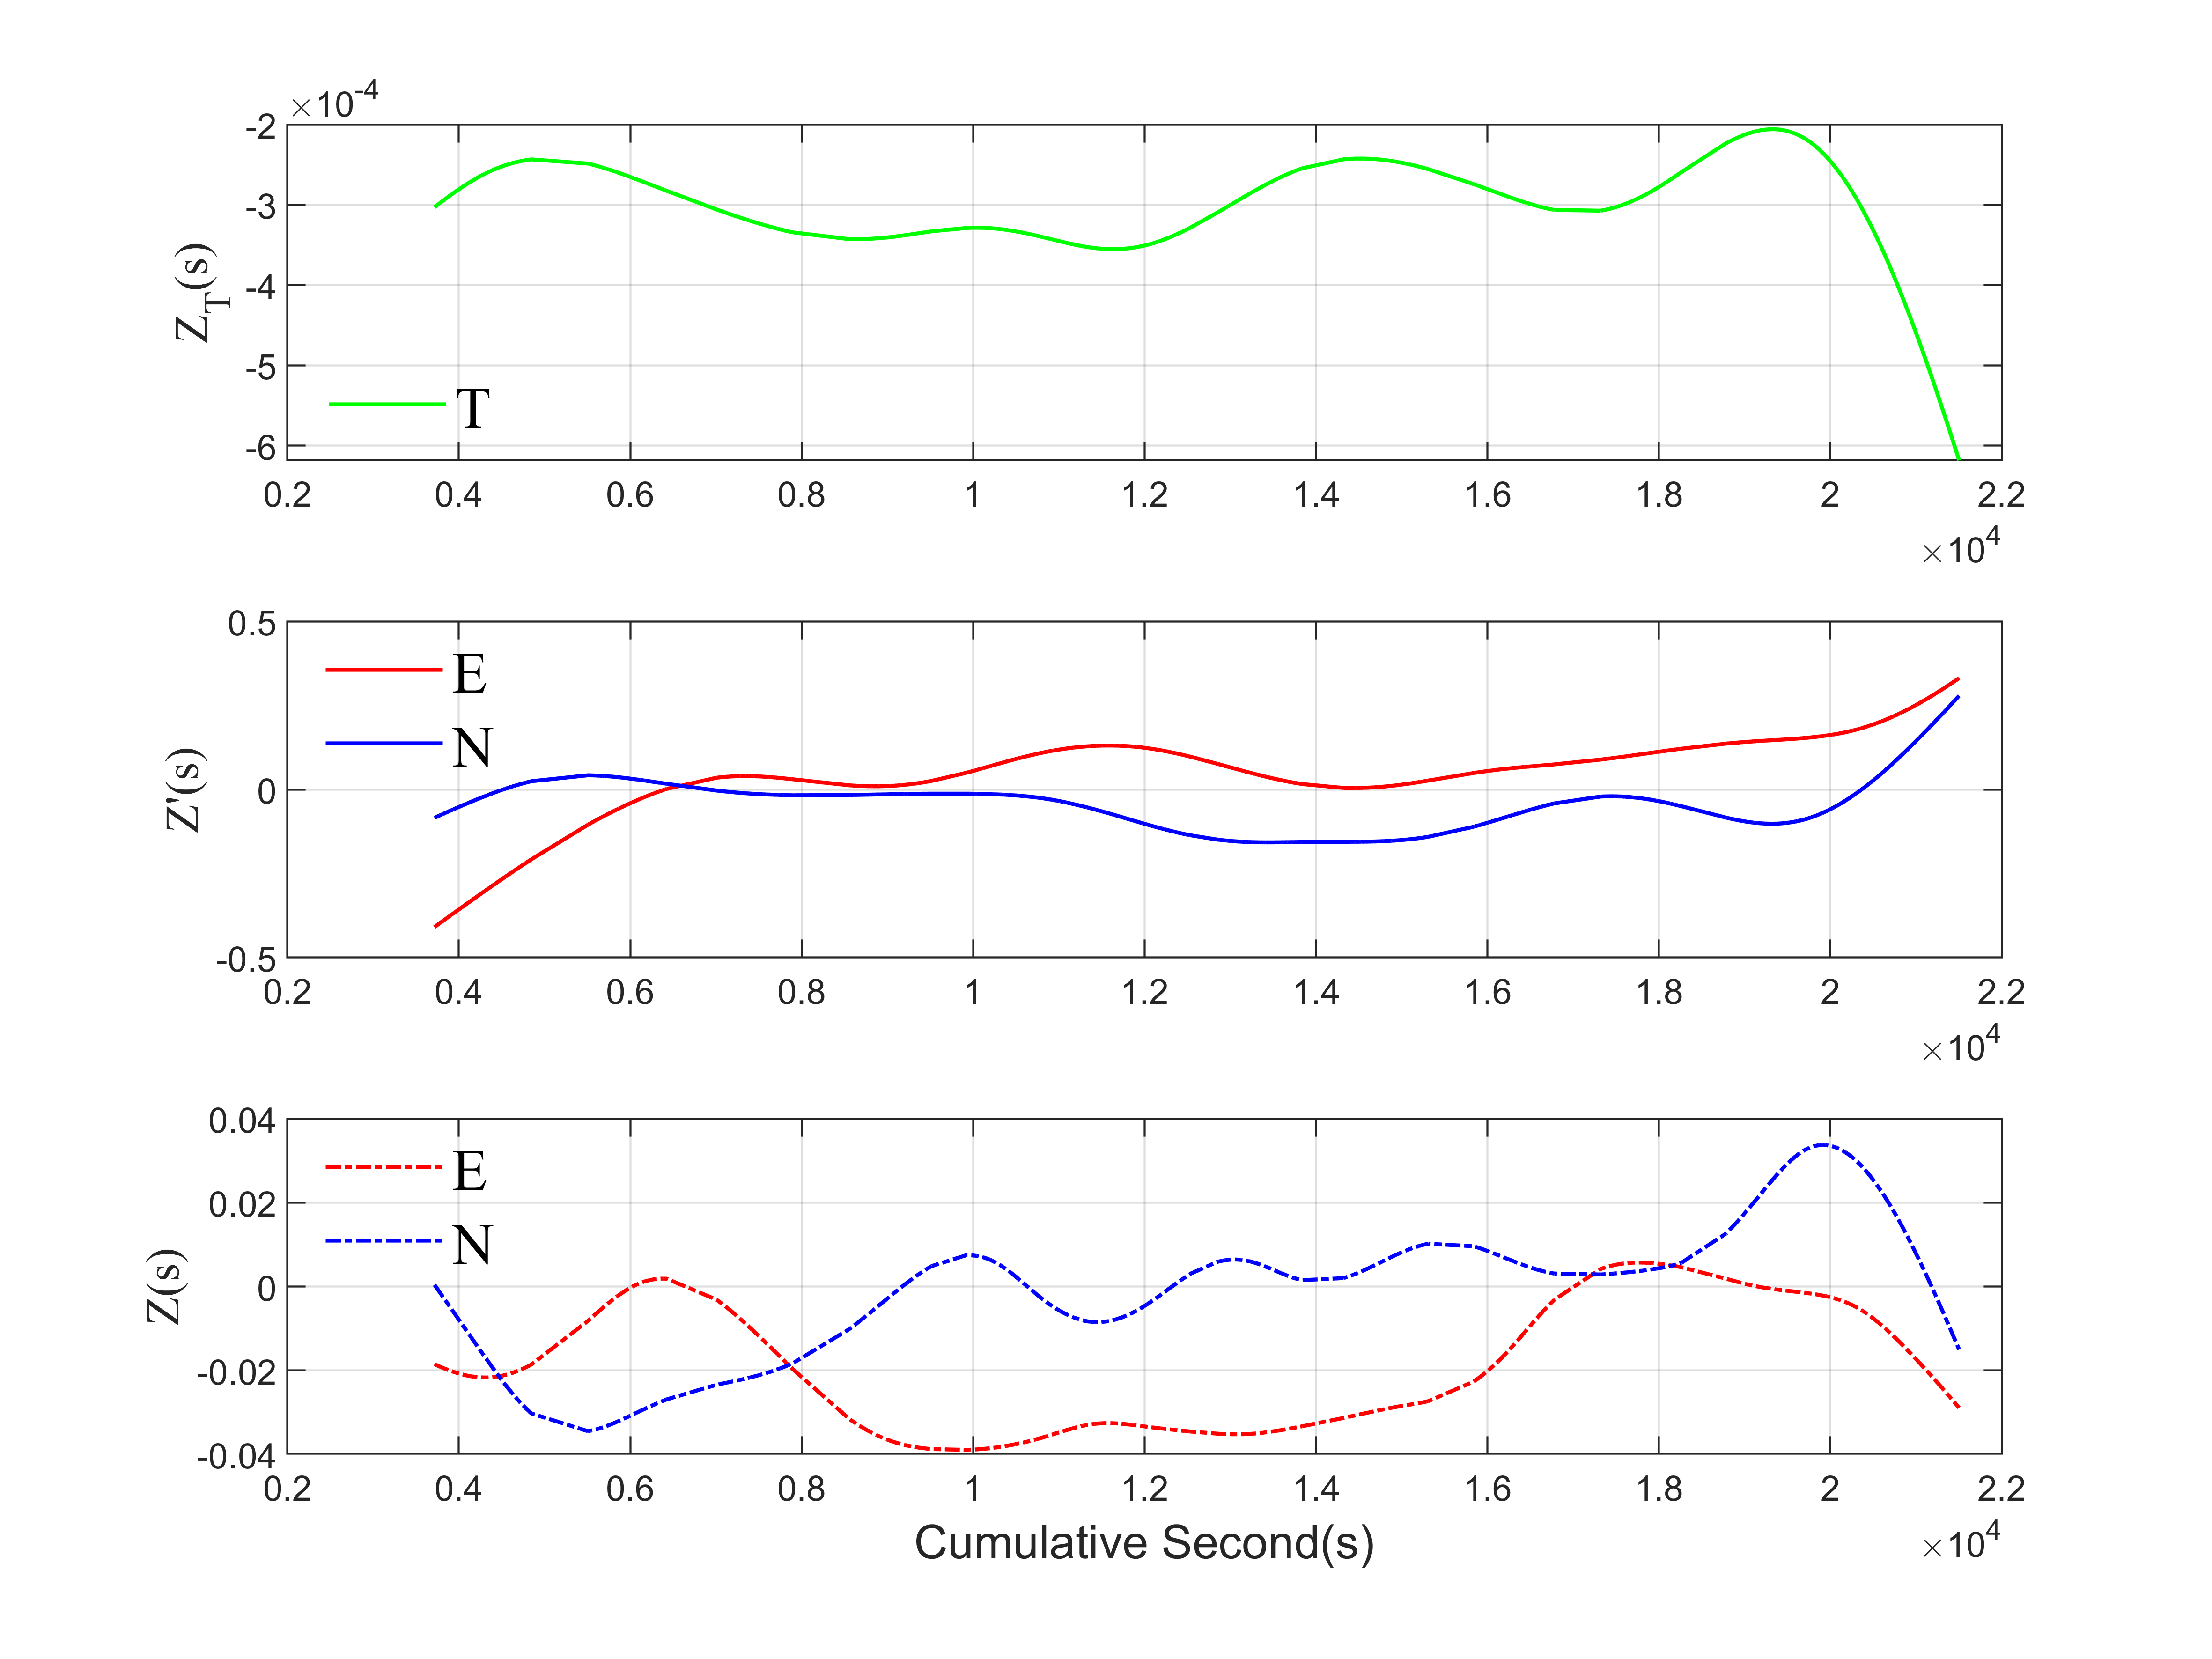 ×10-4
-2
-3
-4
-5
-6
Z_T(s)
T
0.2 0.4 0.6 0.8 1 1.2 1.4 1.6 1.8 2 2.2
×10^4
0.5
0
-0.5
Z'(s)
E
N
0.2 0.4 0.6 0.8 1 1.2 1.4 1.6 1.8 2 2.2
×10^4
0.04
0.02
0
-0.02
-0.04
Z(s)
E
N
0.2 0.4 0.6 0.8 1 1.2 1.4 1.6 1.8 2 2.2
Cumulative Second(s)
×10^4